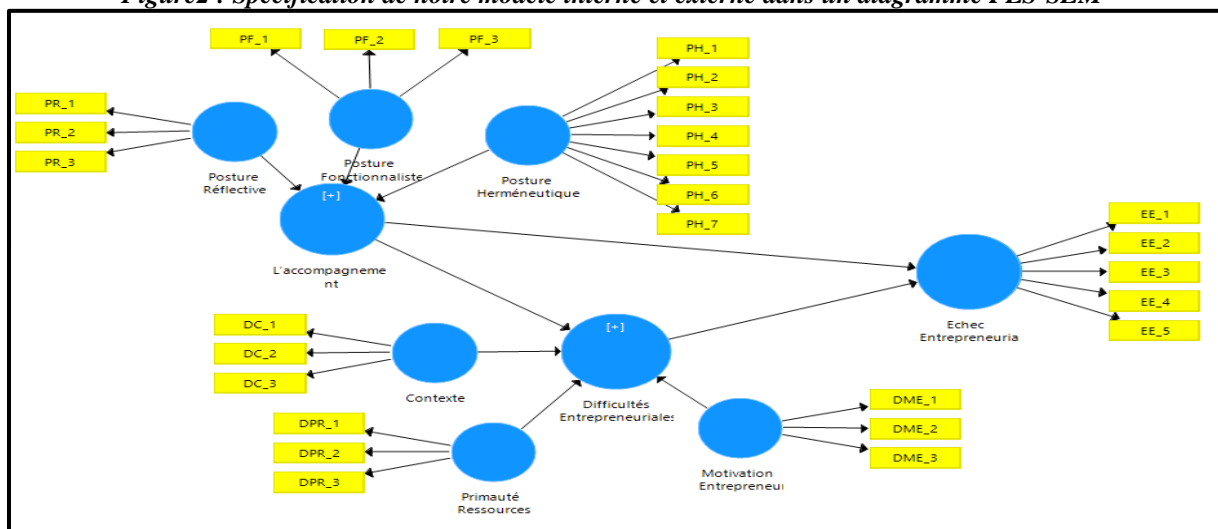 Figure2 : Spécification de notre modèle interne et externe dans un diagramme PLS-SEM
PF_1
PF_2
PF_3
PH_1
PH_2
PH_3
PH_4
PH_5
PH_6
PH_7
PR_1
PR_2
PR_3
Posture
Réflective
Posture
Fonctionnaliste
Posture
Herméneutique
[+]
L'accompagneme
nt
EE_1
EE_2
EE_3
EE_4
EE_5
Echec
Entrepreneuria
DC_1
DC_2
DC_3
Contexte
[+]
Difficultés
Entrepreneuriales
DPR_1
DPR_2
DPR_3
Primauté
Ressources
Motivation
Entrepreneur
DME_1
DME_2
DME_3